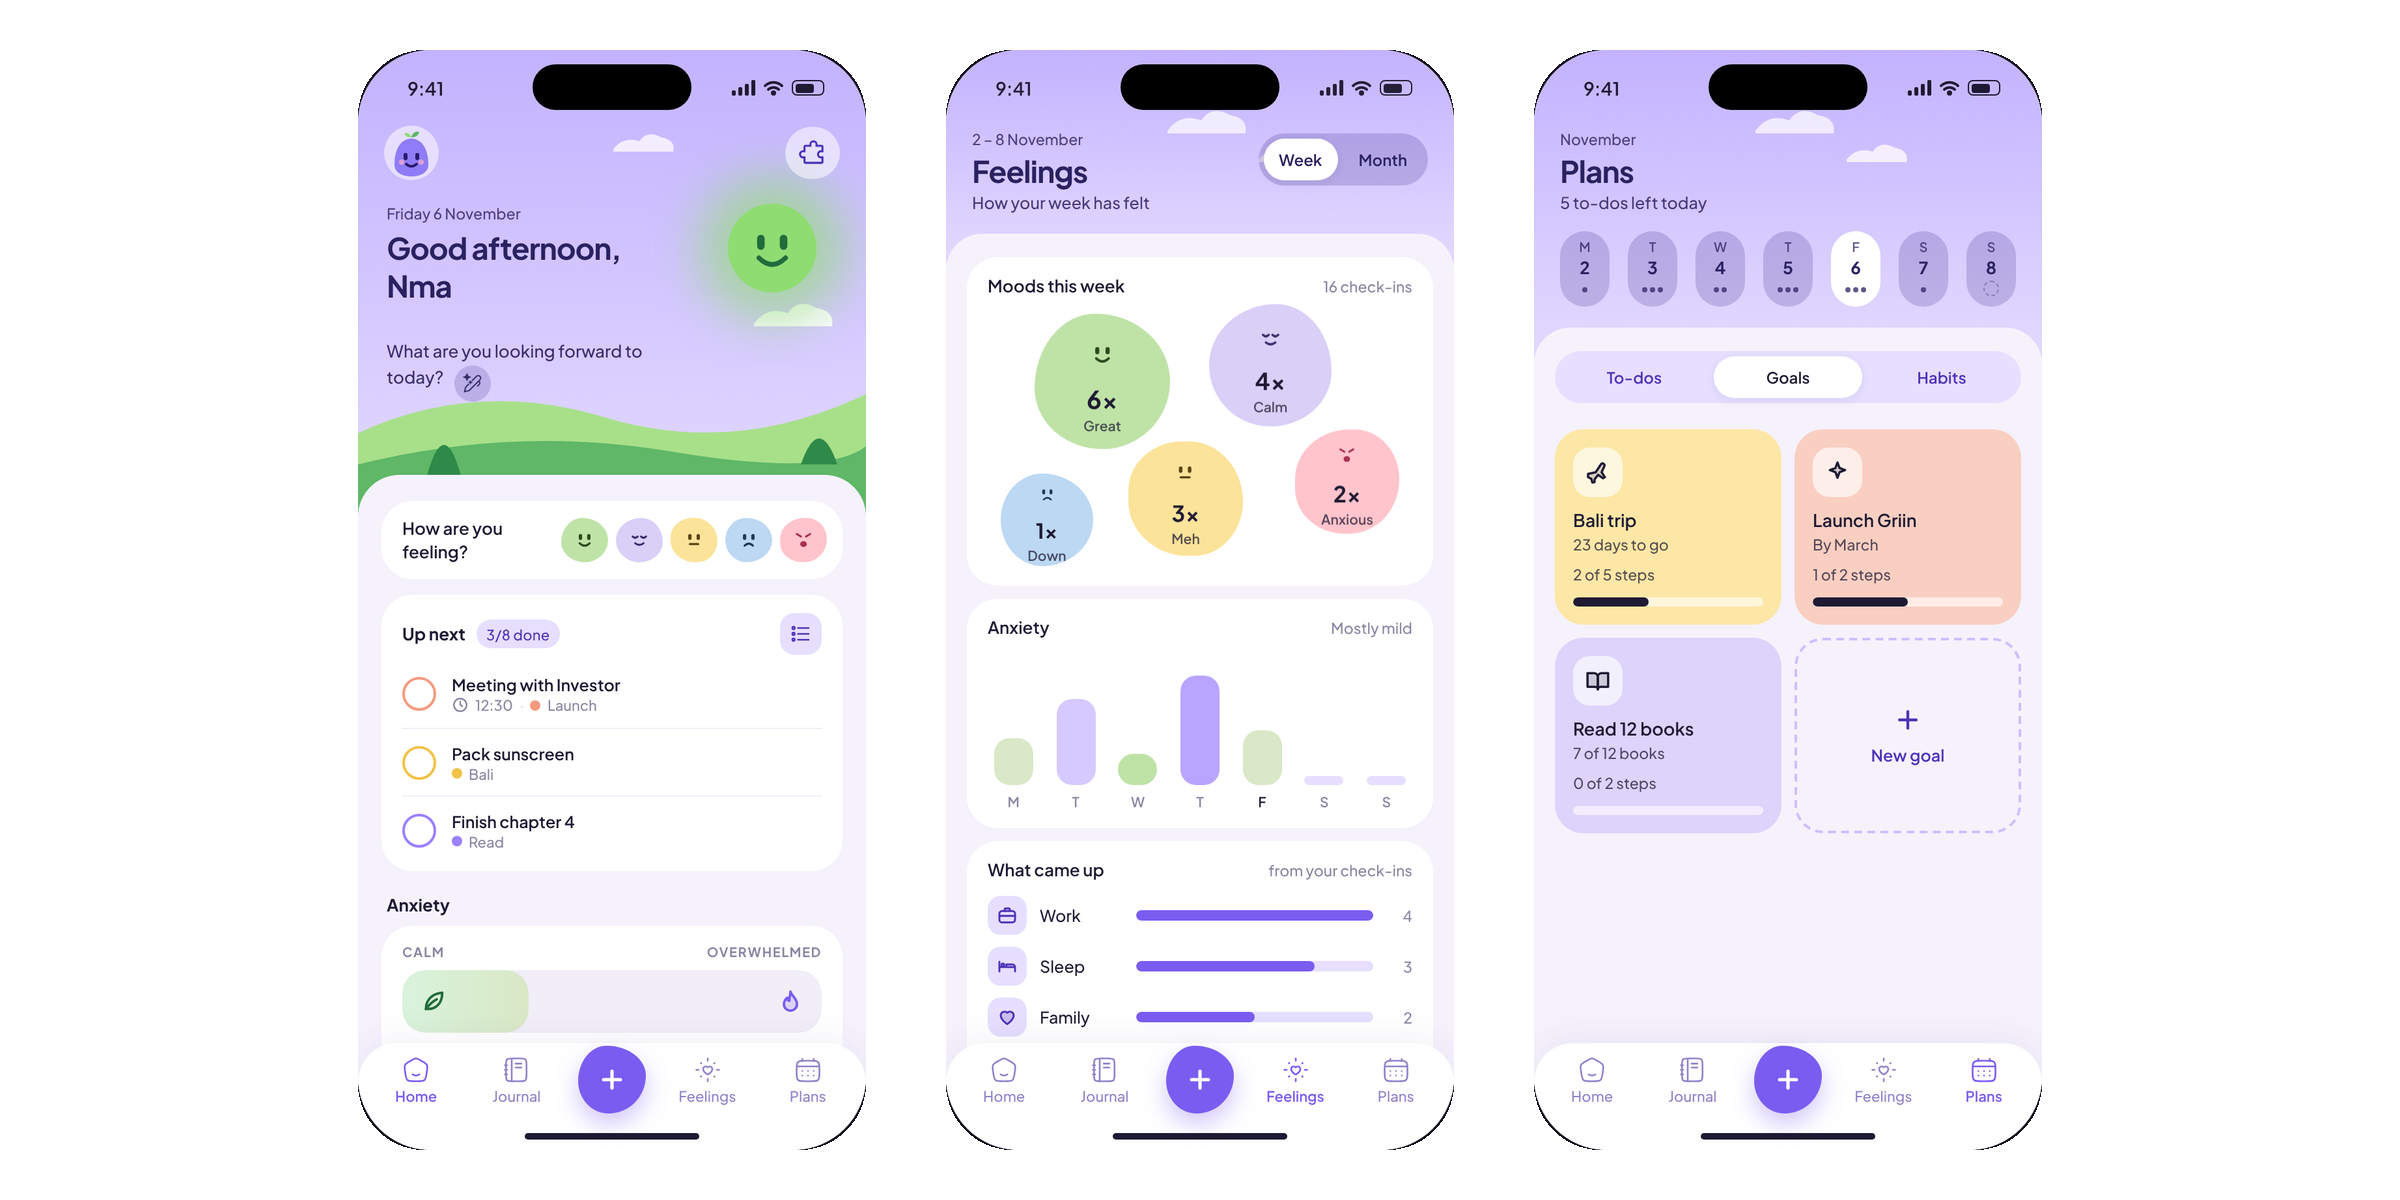 9:41
Friday 6 November
Good afternoon,
Nma
What are you looking forward to
today?
How are you
feeling?
Up next
3/8 done
Meeting with Investor
12:30 · Launch
Pack sunscreen
Bali
Finish chapter 4
Read
Anxiety
CALM
OVERWHELMED
Home
Journal
Feelings
Plans
9:41
2 – 8 November
Feelings
How your week has felt
Week
Month
Moods this week
16 check-ins
6×
Great
4×
Calm
1×
Down
3×
Meh
2×
Anxious
Anxiety
Mostly mild
M T W T F S S
What came up
from your check-ins
Work 4
Sleep 3
Family 2
Home
Journal
Feelings
Plans
9:41
November
Plans
5 to-dos left today
M T W T F S S
2 3 4 5 6 7 8
To-dos
Goals
Habits
Bali trip
23 days to go
2 of 5 steps
Launch Griin
By March
1 of 2 steps
Read 12 books
7 of 12 books
0 of 2 steps
New goal
Home
Journal
Feelings
Plans